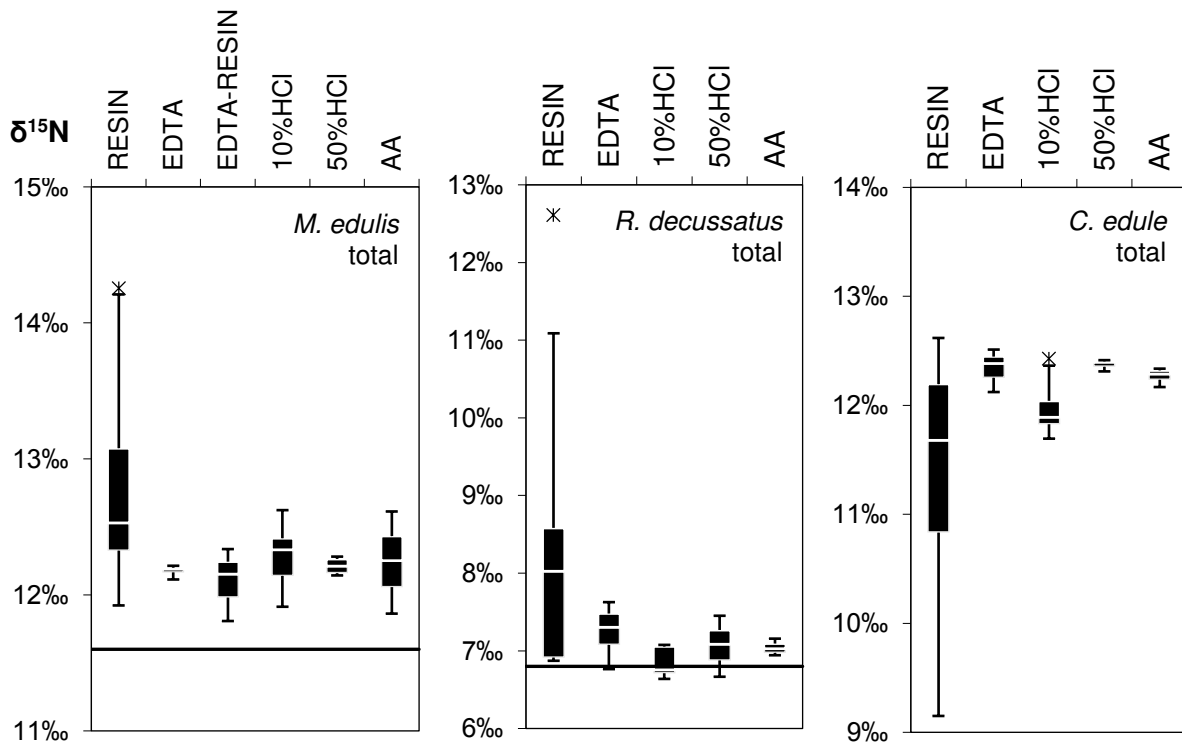 δ¹⁵N
RESIN
EDTA
EDTA-RESIN
10%HCl
50%HCl
AA
15‰
14‰
13‰
12‰
11‰
M. edulis
total
RESIN
EDTA
10%HCl
50%HCl
AA
13‰
12‰
11‰
10‰
9‰
8‰
7‰
6‰
R. decussatus
total
RESIN
EDTA
10%HCl
50%HCl
AA
14‰
13‰
12‰
11‰
10‰
9‰
C. edule
total